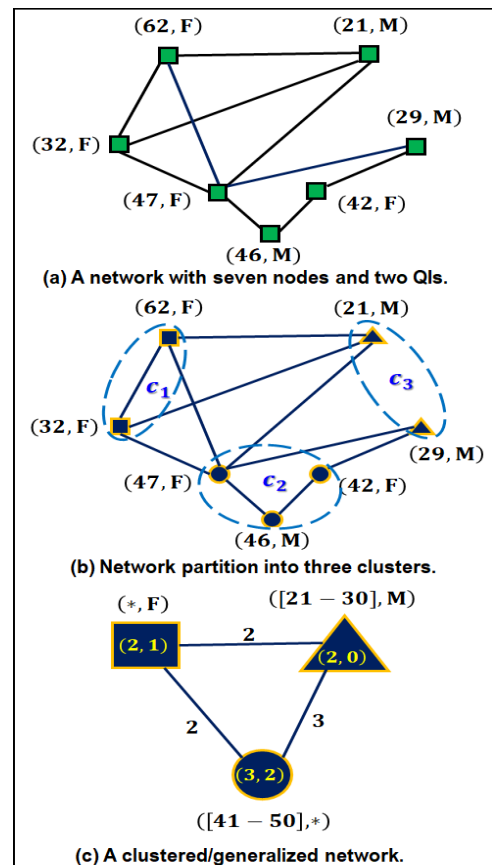 (62, F)
(21, M)
(29, M)
(32, F)
(47, F)
(42, F)
(46, M)
(a) A network with seven nodes and two QIs.
(62, F)
(21, M)
c₁
c₃
(32, F)
(29, M)
(47, F)
c₂
(42, F)
(46, M)
(b) Network partition into three clusters.
(*, F)
([21 − 30], M)
(2, 1)
2
(2, 0)
2
3
(3, 2)
([41 − 50],*)
(c) A clustered/generalized network.